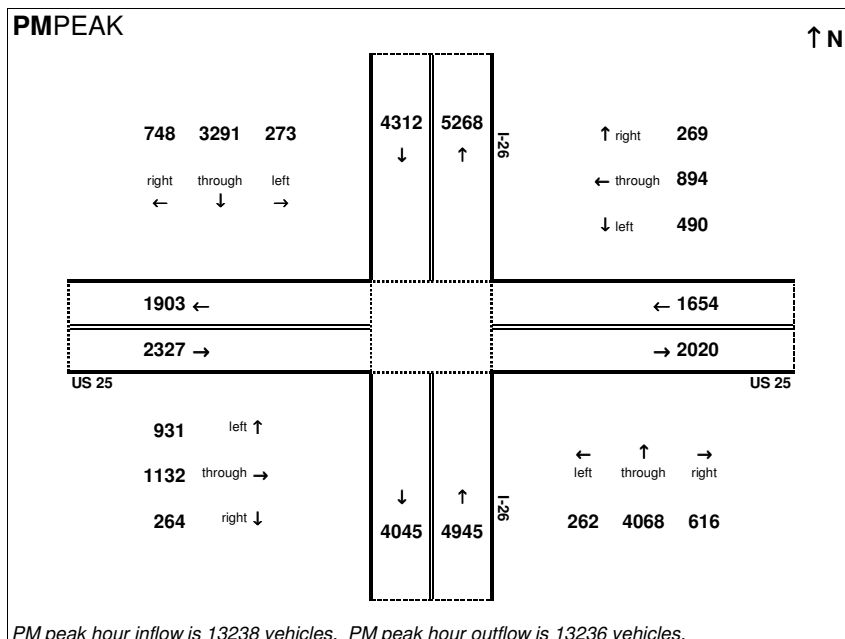 PMPEAK
↑ N
748 3291 273
right through left
← ↓ →
4312 5268
↓ ↑
I-26
↑ right 269
← through 894
↓ left 490
1903 ←
← 1654
2327 →
→ 2020
US 25
US 25
931 left ↑
1132 through →
264 right ↓
↓ ↑
4045 4945
I-26
← ↑ →
left through right
262 4068 616
PM peak hour inflow is 13238 vehicles. PM peak hour outflow is 13236 vehicles.